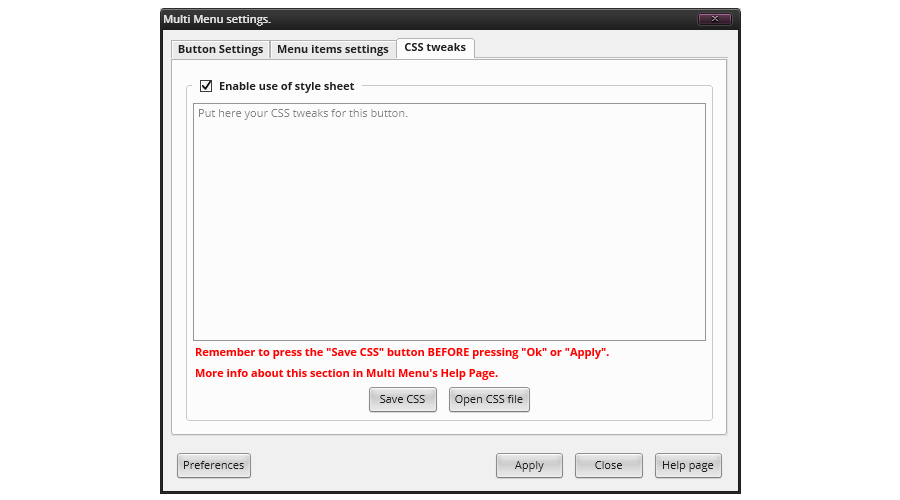 Multi Menu settings.
Button Settings Menu items settings CSS tweaks
Enable use of style sheet
Put here your CSS tweaks for this button.
Remember to press the "Save CSS" button BEFORE pressing "Ok" or "Apply".
More info about this section in Multi Menu's Help Page.
Save CSS Open CSS file
Preferences Apply Close Help page